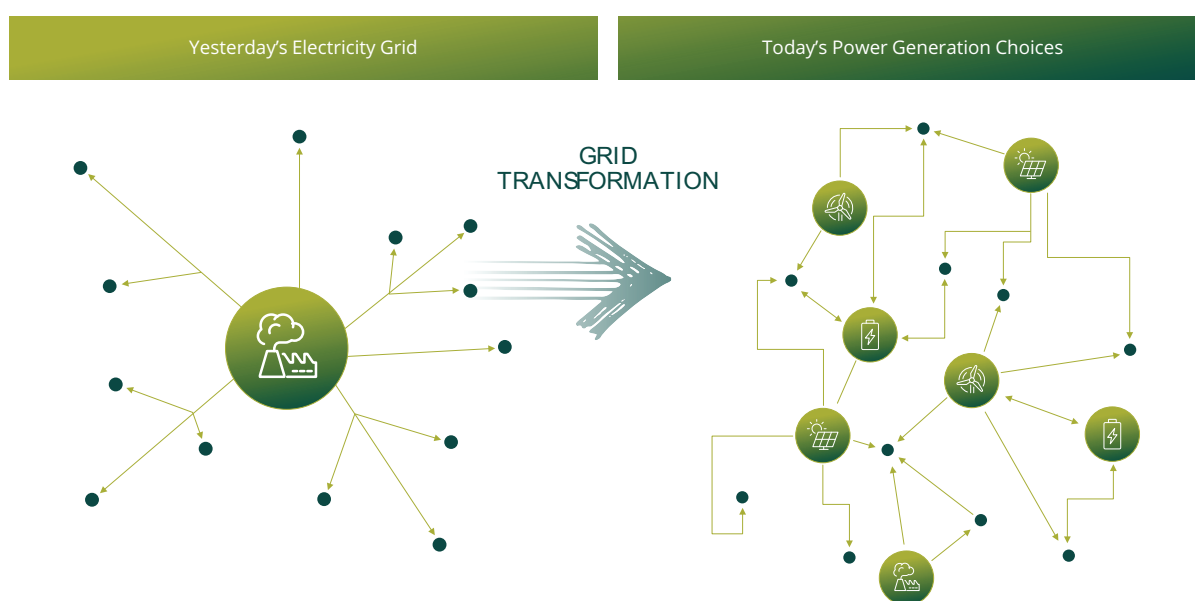 Yesterday's Electricity Grid
Today's Power Generation Choices
GRID
TRANSFORMATION